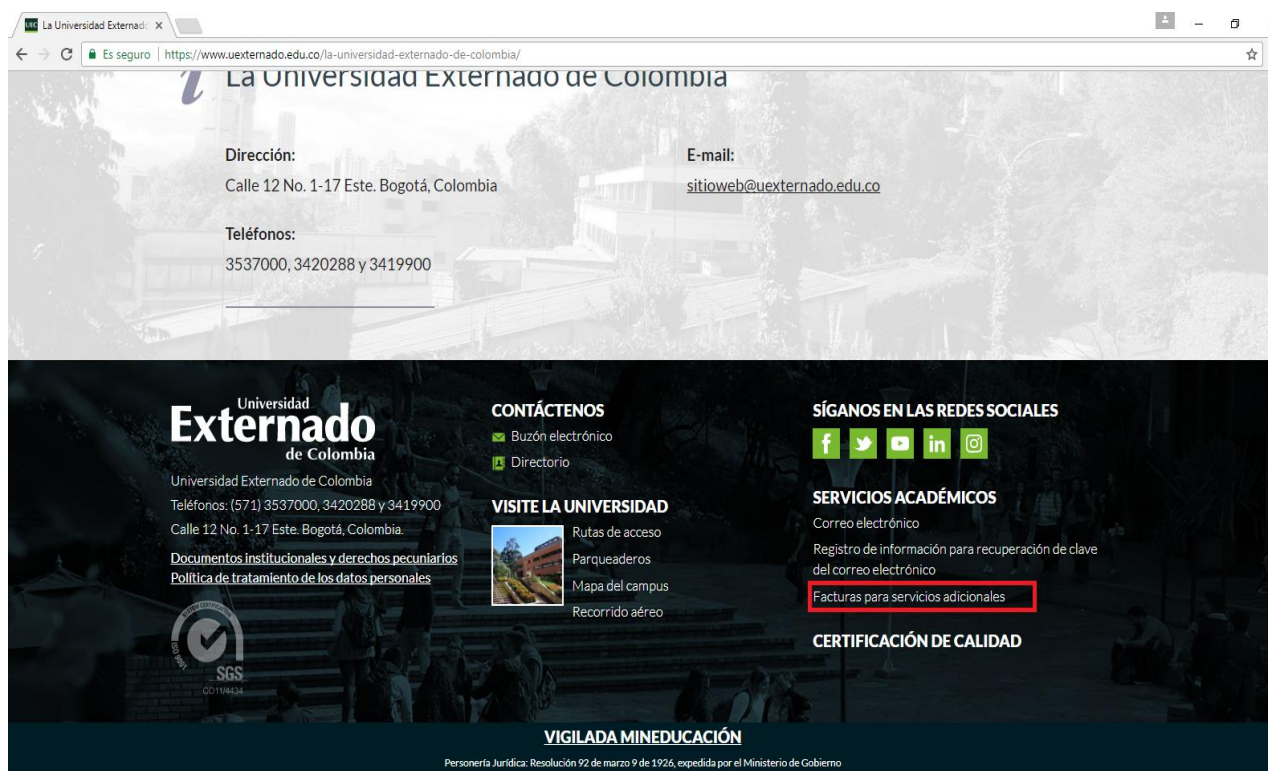 La Universidad Externado
Es seguro
https://www.uexternado.edu.co/la-universidad-externado-de-colombia/
i
La Universidad Externado de Colombia
Dirección:
Calle 12 No. 1-17 Este. Bogotá, Colombia
Teléfonos:
3537000, 3420288 y 3419900
E-mail:
sitioweb@uexternado.edu.co
Universidad
Externado
de Colombia
Universidad Externado de Colombia
Teléfonos: (571) 3537000, 3420288 y 3419900
Calle 12 No. 1-17 Este. Bogotá, Colombia.
Documentos institucionales y derechos pecuniarios
Política de tratamiento de los datos personales
SYSTEM CERTIFICATION
ISO 9001
SGS
CO11/4434
CONTÁCTENOS
Buzón electrónico
Directorio
VISITE LA UNIVERSIDAD
Rutas de acceso
Parqueaderos
Mapa del campus
Recorrido aéreo
SÍGANOS EN LAS REDES SOCIALES
SERVICIOS ACADÉMICOS
Correo electrónico
Registro de información para recuperación de clave
del correo electrónico
Facturas para servicios adicionales
CERTIFICACIÓN DE CALIDAD
VIGILADA MINEDUCACIÓN
Personería Jurídica: Resolución 92 de marzo 9 de 1926, expedida por el Ministerio de Gobierno